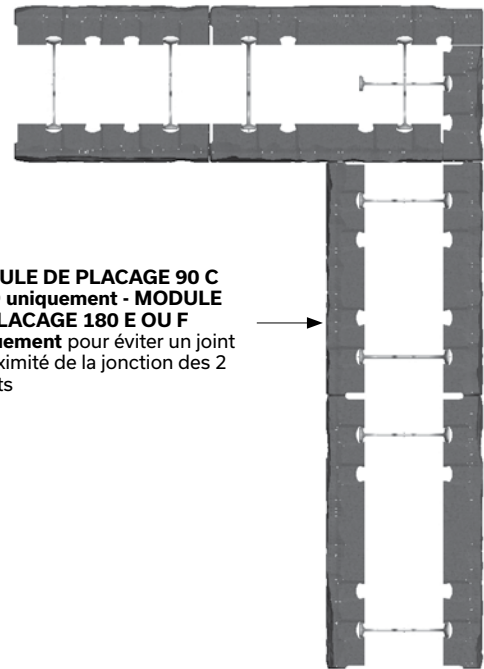 ULE DE PLACAGE 90 C
uniquement - MODULE
LACAGE 180 E OU F
uement pour éviter un joint
ximité de la jonction des 2
ts